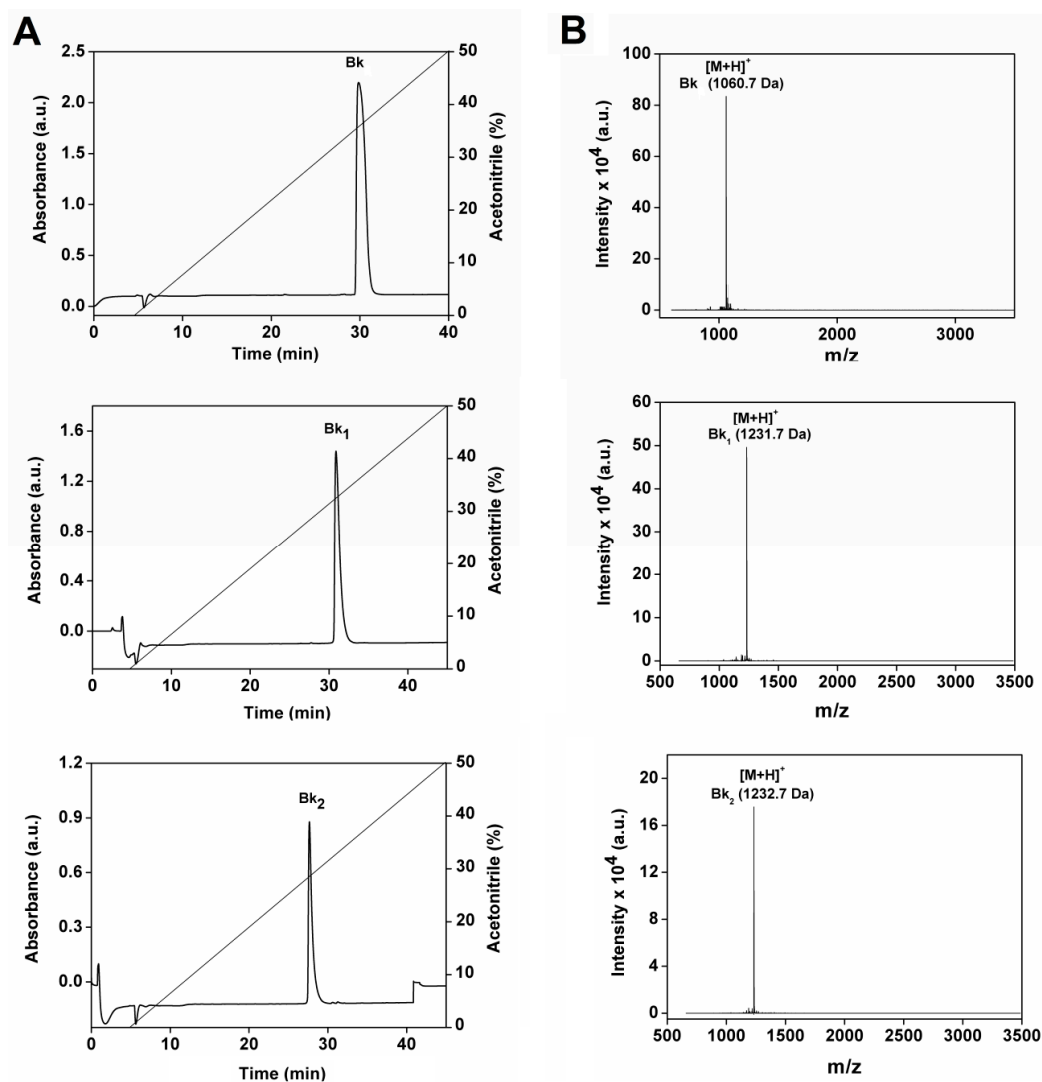 A
2.5
2.0
1.5
1.0
0.5
0.0
Absorbance (a.u.)
Bk
50
40
30
20
10
0
Acetonitrile (%)
0 10 20 30 40
Time (min)
B
100
80
60
40
20
0
Intensity x 10⁴ (a.u.)
[M+H]⁺
Bk (1060.7 Da)
1000 2000 3000
m/z
1.6
1.2
0.8
0.4
0.0
Absorbance (a.u.)
Bk₁
50
40
30
20
10
0
Acetonitrile (%)
0 10 20 30 40
Time (min)
60
50
40
30
20
10
0
Intensity x 10⁴ (a.u.)
[M+H]⁺
Bk₁ (1231.7 Da)
500 1000 1500 2000 2500 3000 3500
m/z
1.2
0.9
0.6
0.3
0.0
Absorbance (a.u.)
Bk₂
50
40
30
20
10
0
Acetonitrile (%)
0 10 20 30 40
Time (min)
20
16
12
8
4
0
Intensity x 10⁴ (a.u.)
[M+H]⁺
Bk₂ (1232.7 Da)
500 1000 1500 2000 2500 3000 3500
m/z